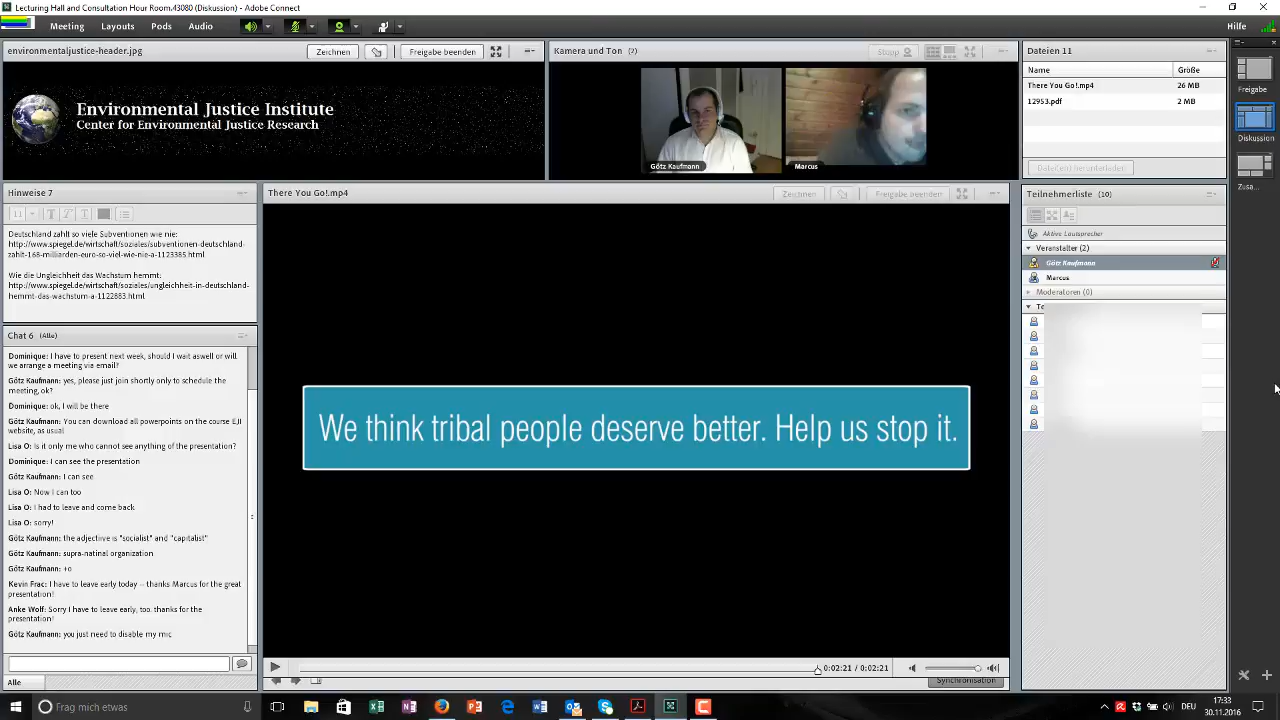 Lecturing Hall and Consultation Hour Room.43080 (Diskussion) - Adobe Connect
Meeting Layouts Pods Audio
Hilfe
environmentaljustice-header.jpg
Zeichnen
Freigabe beenden
Environmental Justice Institute
Center for Environmental Justice Research
Kamera und Ton (2)
Stopp
Götz Kaufmann
Marcus
Dateien 11
Name Größe
There You Go!.mp4 26 MB
12953.pdf 2 MB
Datei(en) herunterladen
Freigabe
Diskussion
Zusa...
Hinweise 7
11
Deutschland zahlt so viele Subventionen wie nie:
http://www.spiegel.de/wirtschaft/soziales/subventionen-deutschland-
zahlt-168-milliarden-euro-so-viel-wie-nie-a-1123385.html
Wie die Ungleichheit das Wachstum hemmt:
http://www.spiegel.de/wirtschaft/soziales/ungleichheit-in-deutschland-
hemmt-das-wachstum-a-1122883.html
Chat 6 (Alle)
Dominique: I have to present next week, should I wait aswell or will
we arrange a meeting via email?
Götz Kaufmann: yes, please just join shortly only to schedule the
meeting, ok?
Dominique: ok, I will be there
Götz Kaufmann: You can download all powerpoints on the course EJI
website, as usual
Lisa O: Is it only me who cannot see anything of the presentation?
Dominique: I can see the presentation
Götz Kaufmann: I can see
Lisa O: Now I can too
Lisa O: I had to leave and come back
Lisa O: sorry!
Götz Kaufmann: the adjective is "socialist" and "capitalist"
Götz Kaufmann: supra-natinal organization
Götz Kaufmann: +o
Kevin Frac: I have to leave early today -- thanks Marcus for the great
presentation!
Anke Wolf: Sorry I have to leave early, too. thanks for the
presentation!
Götz Kaufmann: you just need to disable my mic
Alle
There You Go!.mp4
Zeichnen
Freigabe beenden
We think tribal people deserve better. Help us stop it.
0:02:21 / 0:02:21
Synchronisation
Teilnehmerliste (10)
Aktive Lautsprecher
Veranstalter (2)
Götz Kaufmann
Marcus
Moderatoren (0)
Te
Frag mich etwas
DEU
17:33
30.11.2016